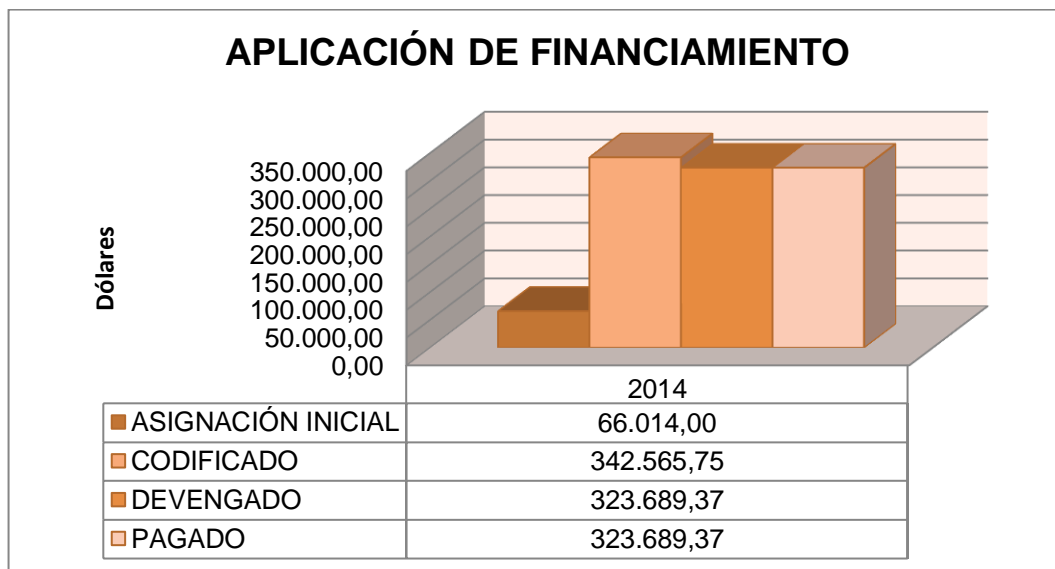 APLICACIÓN DE FINANCIAMIENTO
Dólares
350.000,00
300.000,00
250.000,00
200.000,00
150.000,00
100.000,00
50.000,00
0,00
2014
ASIGNACIÓN INICIAL 66.014,00
CODIFICADO 342.565,75
DEVENGADO 323.689,37
PAGADO 323.689,37